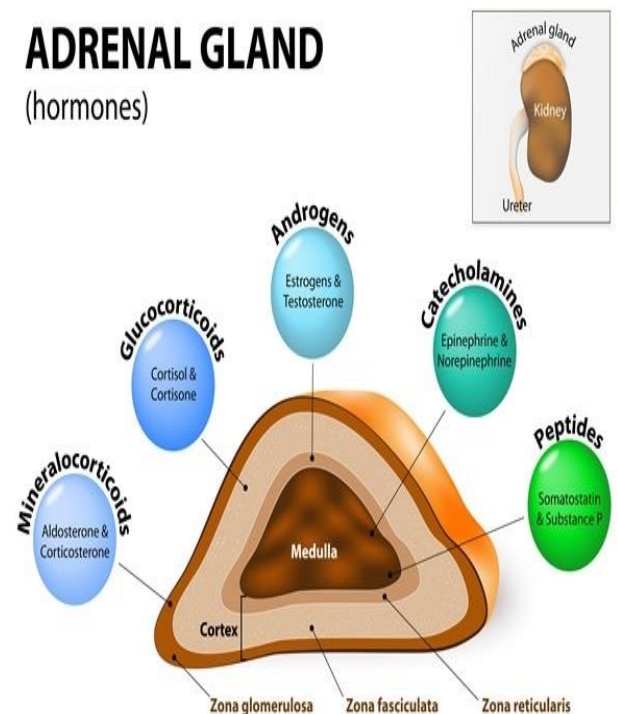 ADRENAL GLAND
(hormones)
Adrenal gland
Kidney
Ureter
Androgens
Estrogens &
Testosterone
Glucocorticoids
Cortisol &
Cortisone
Catecholamines
Epinephrine &
Norepinephrine
Mineralocorticoids
Aldosterone &
Corticosterone
Peptides
Somatostatin
& Substance P
Medulla
Cortex
Zona glomerulosa
Zona fasciculata
Zona reticularis